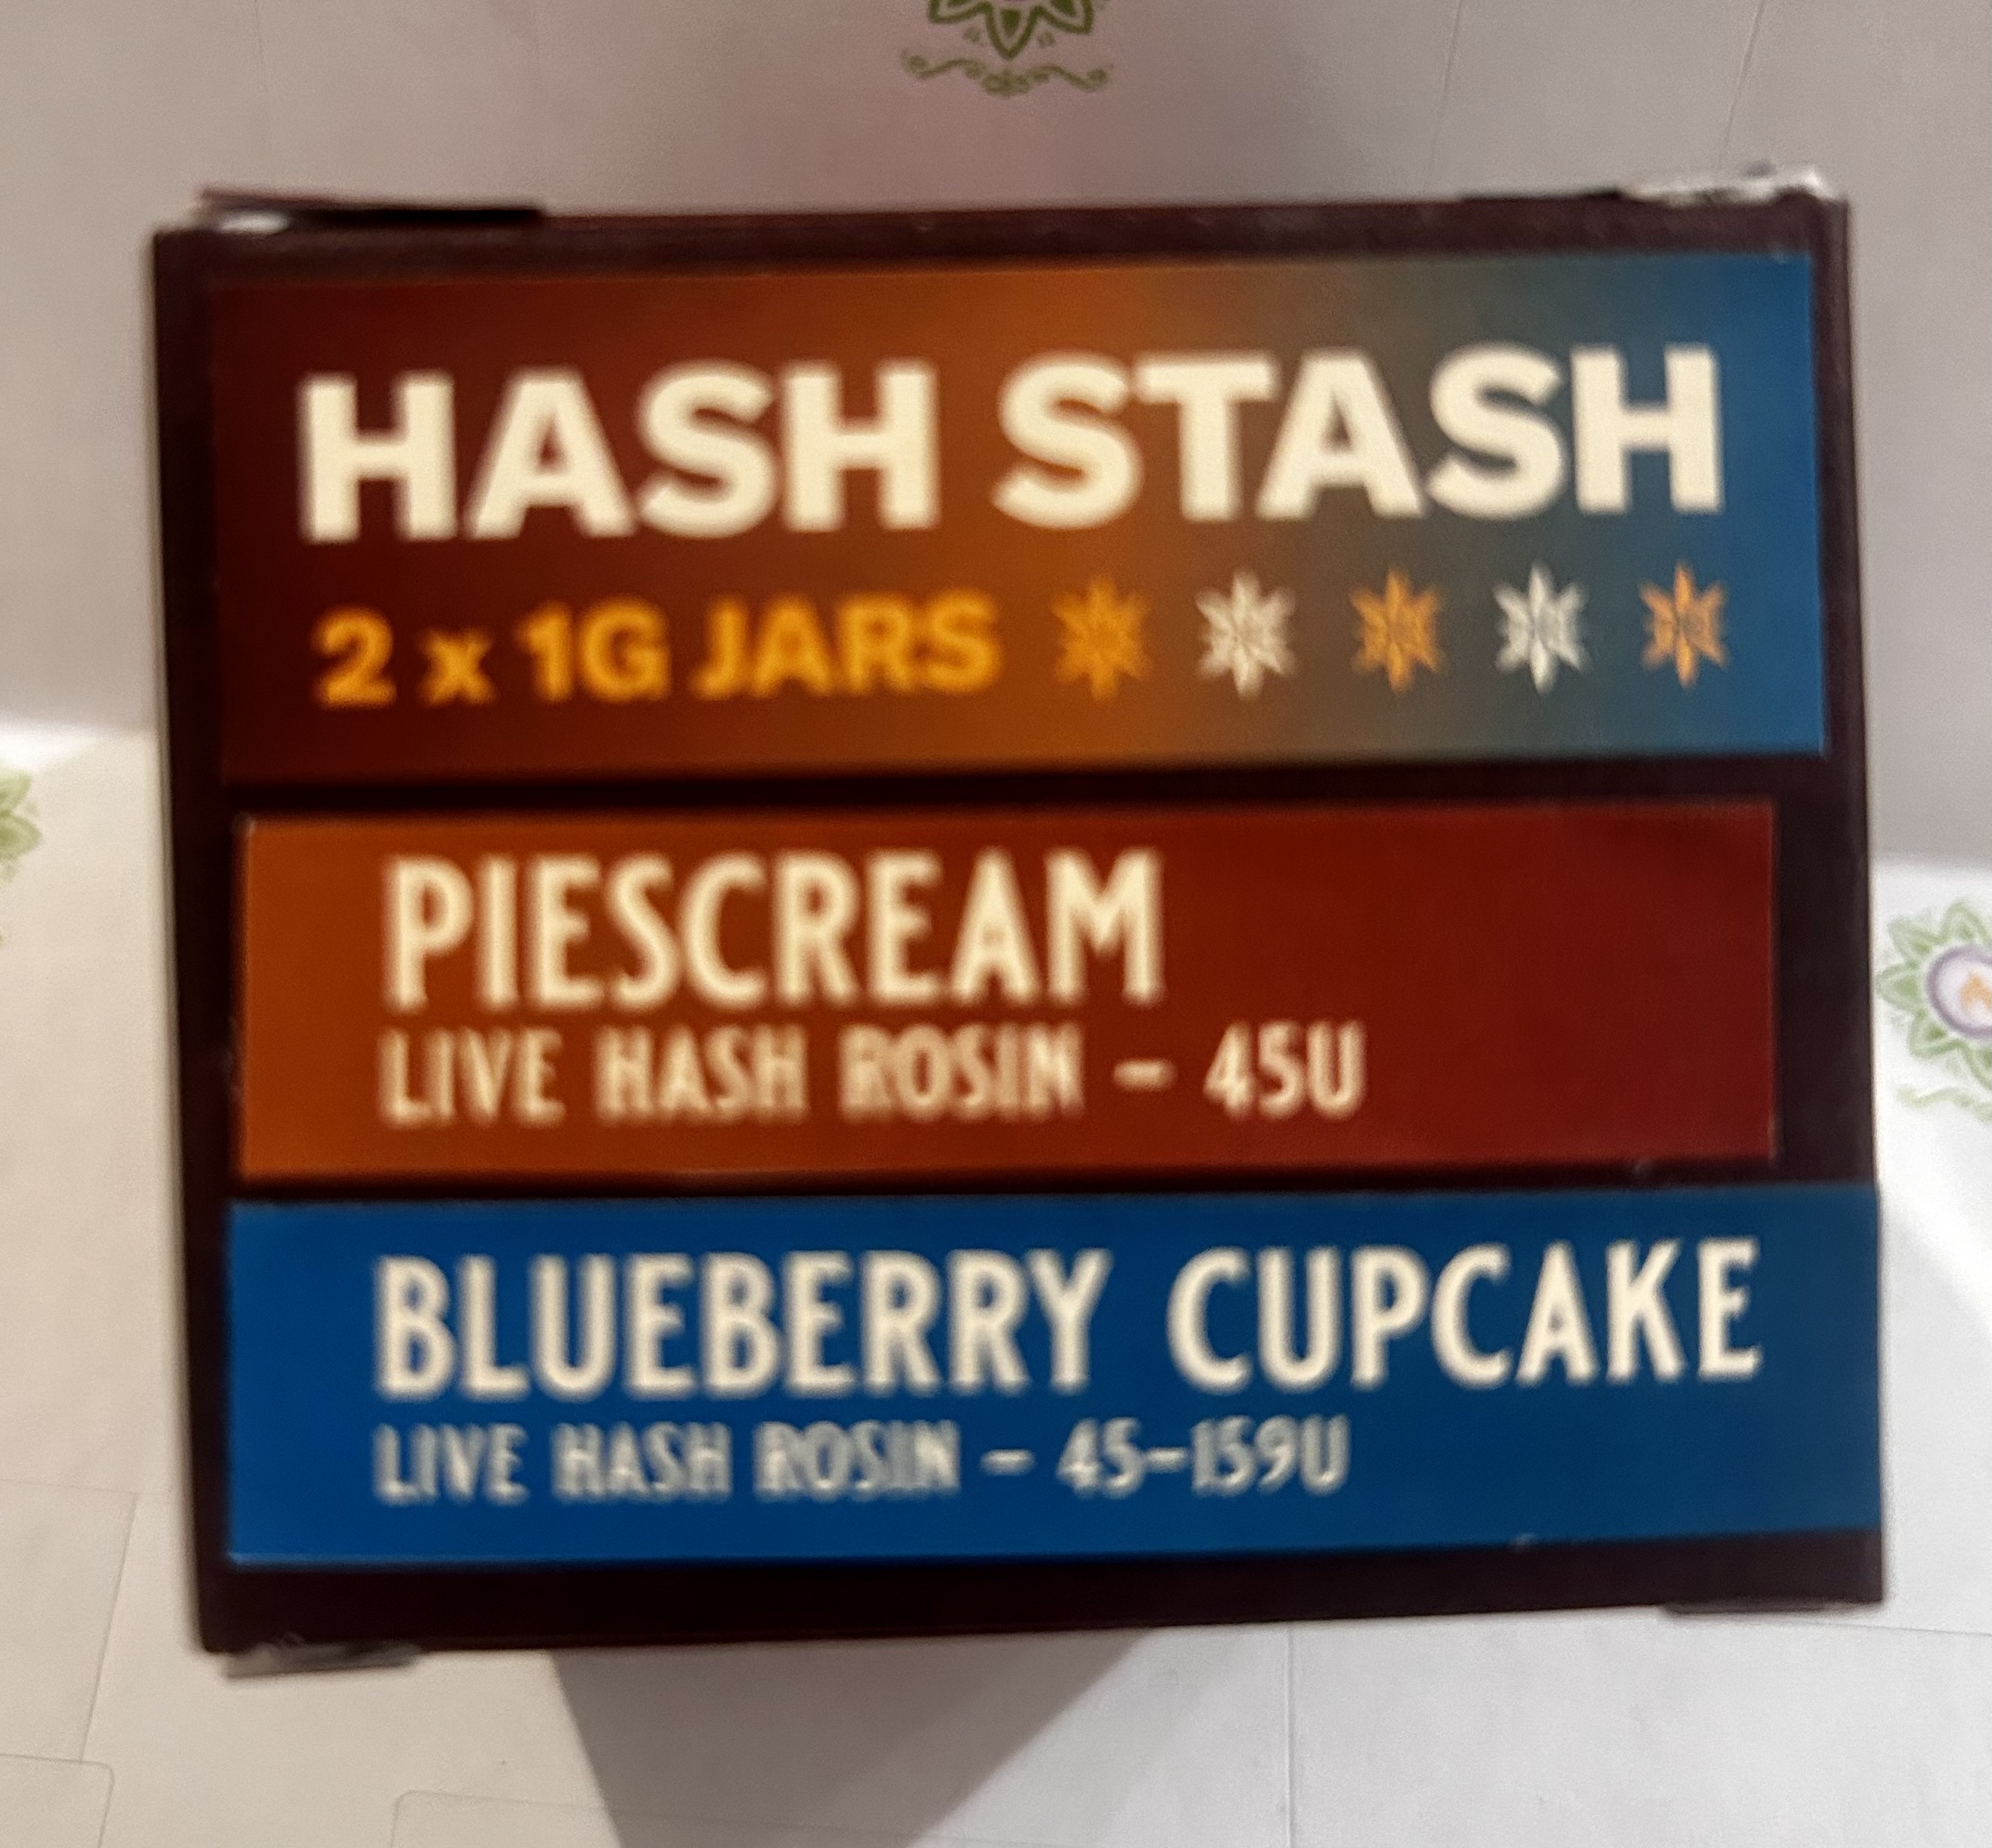 HASH STASH
2 x 1G JARS
PIESCREAM
LIVE HASH ROSIN – 45U
BLUEBERRY CUPCAKE
LIVE HASH ROSIN – 45–159U